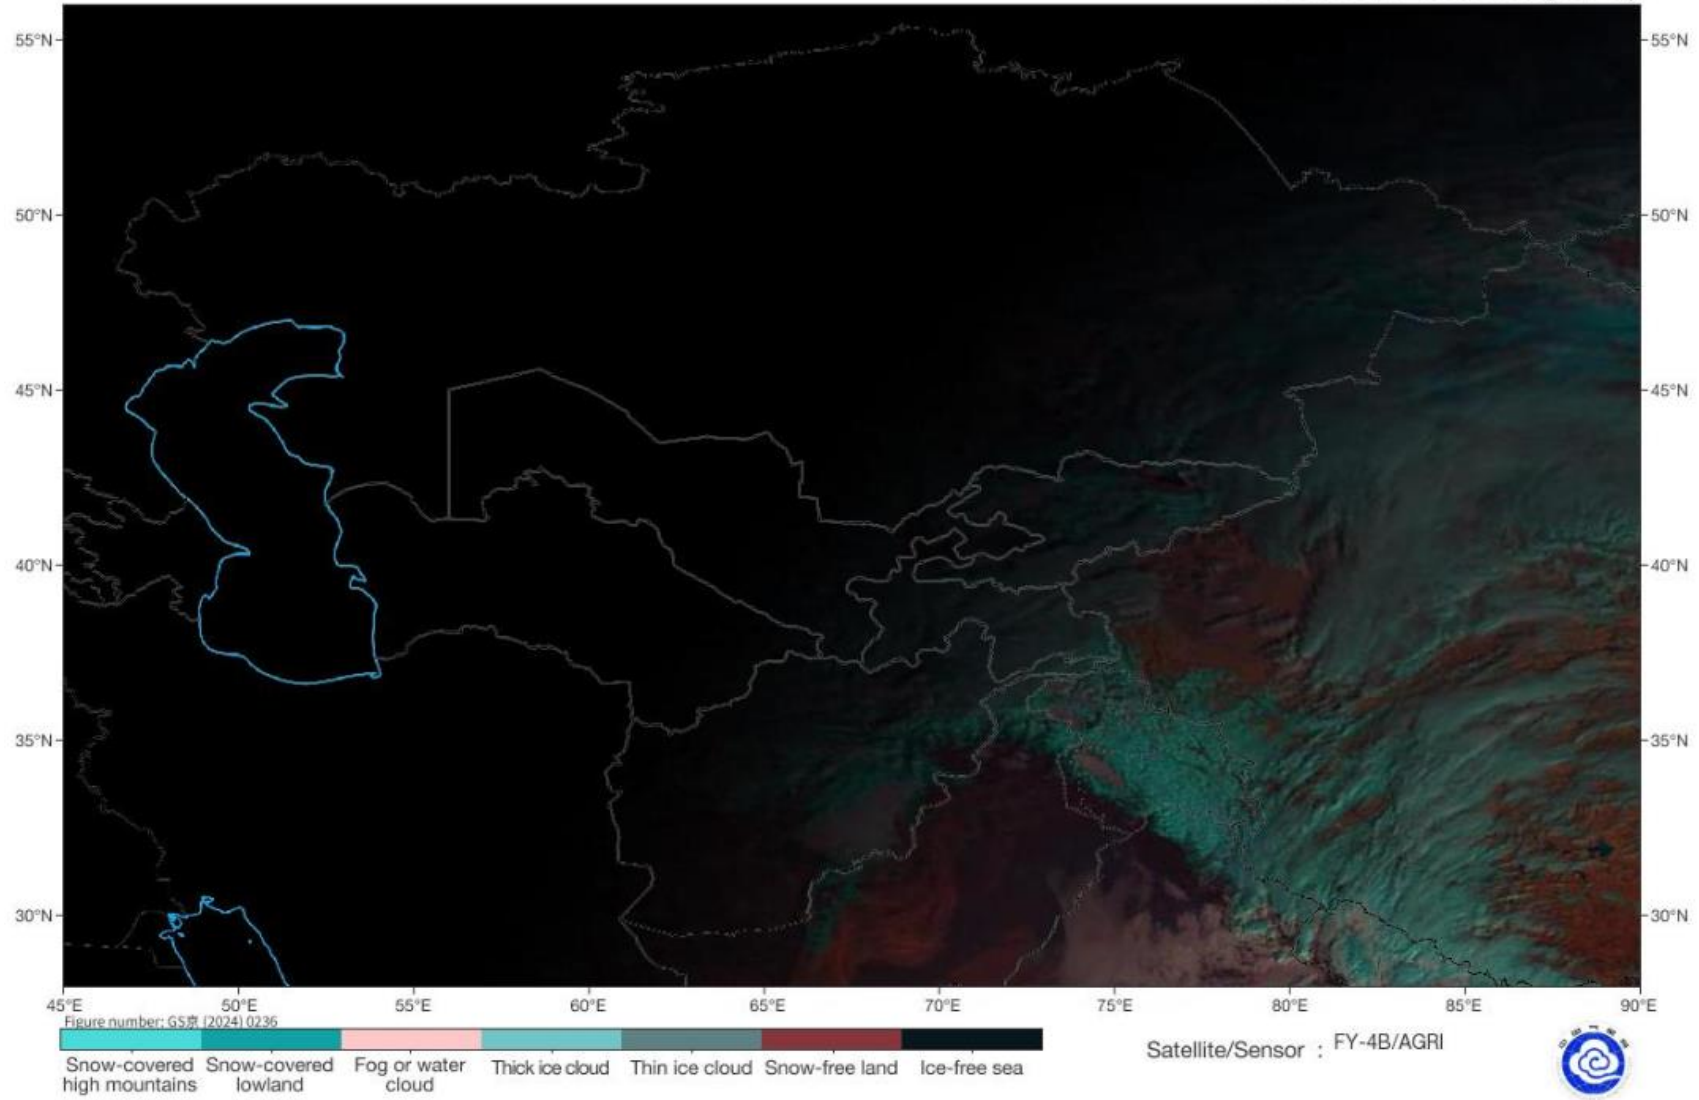 55°N
55°N
50°N
50°N
45°N
45°N
40°N
40°N
35°N
35°N
30°N
30°N
45°E
50°E
55°E
60°E
65°E
70°E
75°E
80°E
85°E
90°E
Figure number: GS京 (2024) 0236
Snow-covered high mountains
Snow-covered lowland
Fog or water cloud
Thick ice cloud
Thin ice cloud
Snow-free land
Ice-free sea
Satellite/Sensor : FY-4B/AGRI